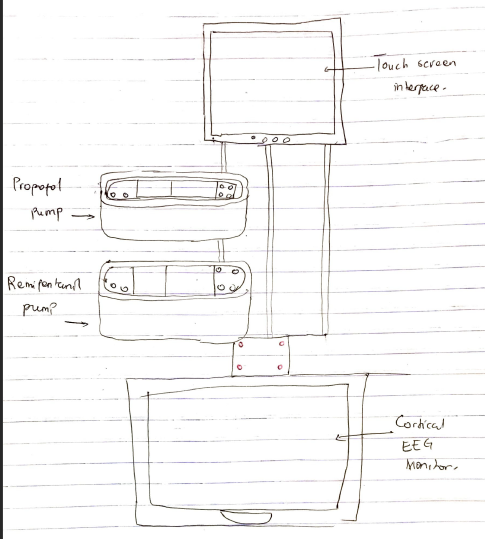 Touch screen
interface.
Propofol
pump
Remifentanil
pump
Cortical
EEG
Monitor.